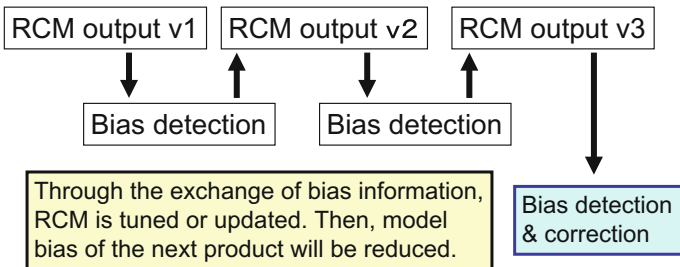 RCM output v1
RCM output v2
RCM output v3
Bias detection
Bias detection
Through the exchange of bias information,
RCM is tuned or updated. Then, model
bias of the next product will be reduced.
Bias detection
& correction